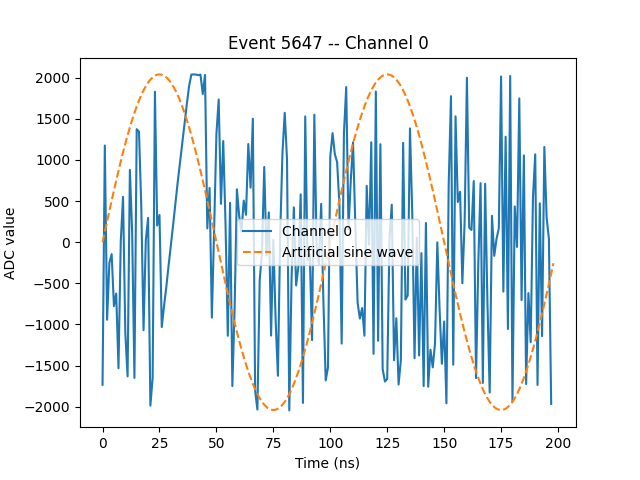 Event 5647 -- Channel 0
ADC value
2000
1500
1000
500
0
−500
−1000
−1500
−2000
Channel 0
Artificial sine wave
0 25 50 75 100 125 150 175 200
Time (ns)